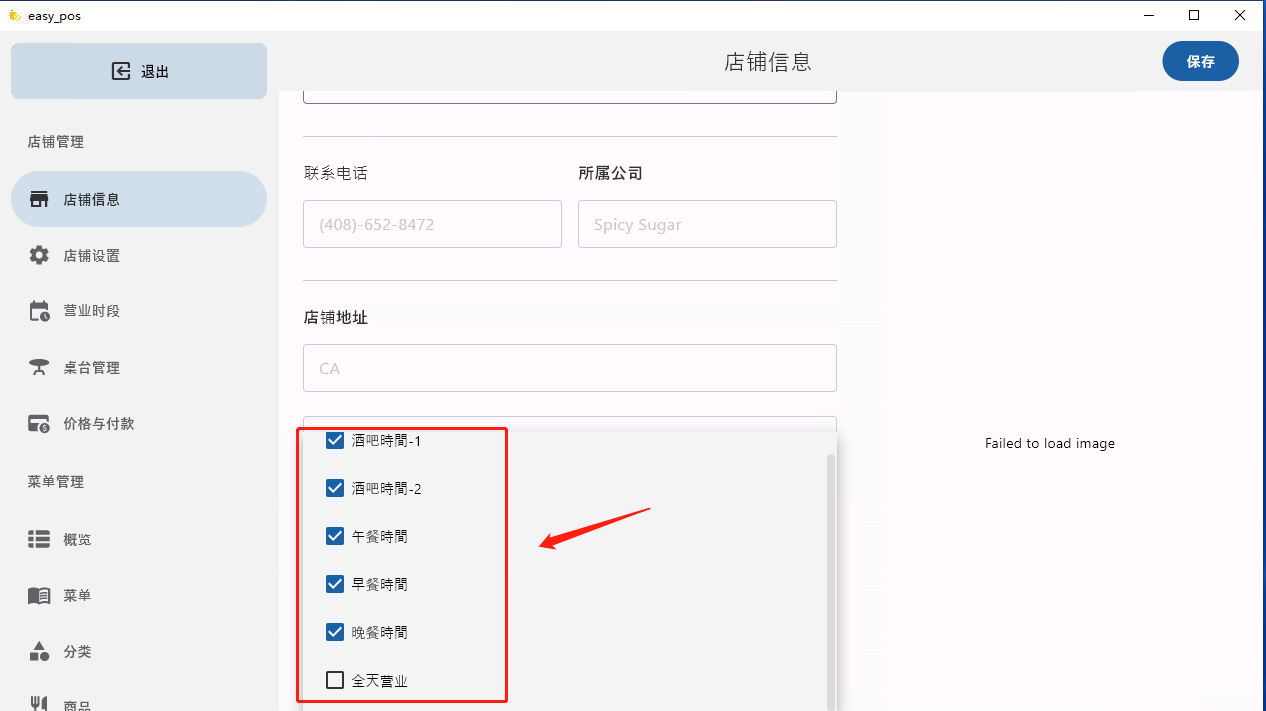 easy_pos
退出
店铺信息
保存
店铺管理
店铺信息
店铺设置
营业时段
桌台管理
价格与付款
菜单管理
概览
菜单
分类
商品
联系电话
所属公司
(408)-652-8472
Spicy Sugar
店铺地址
CA
酒吧時間-1
酒吧時間-2
午餐時間
早餐時間
晚餐時間
全天营业
Failed to load image